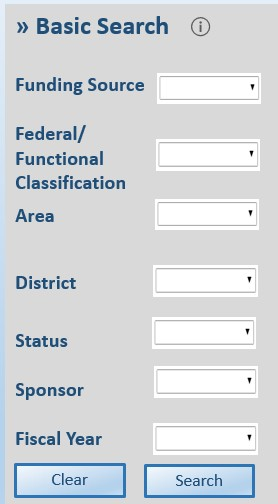 » Basic Search
Funding Source
Federal/
Functional
Classification
Area
District
Status
Sponsor
Fiscal Year
Clear Search